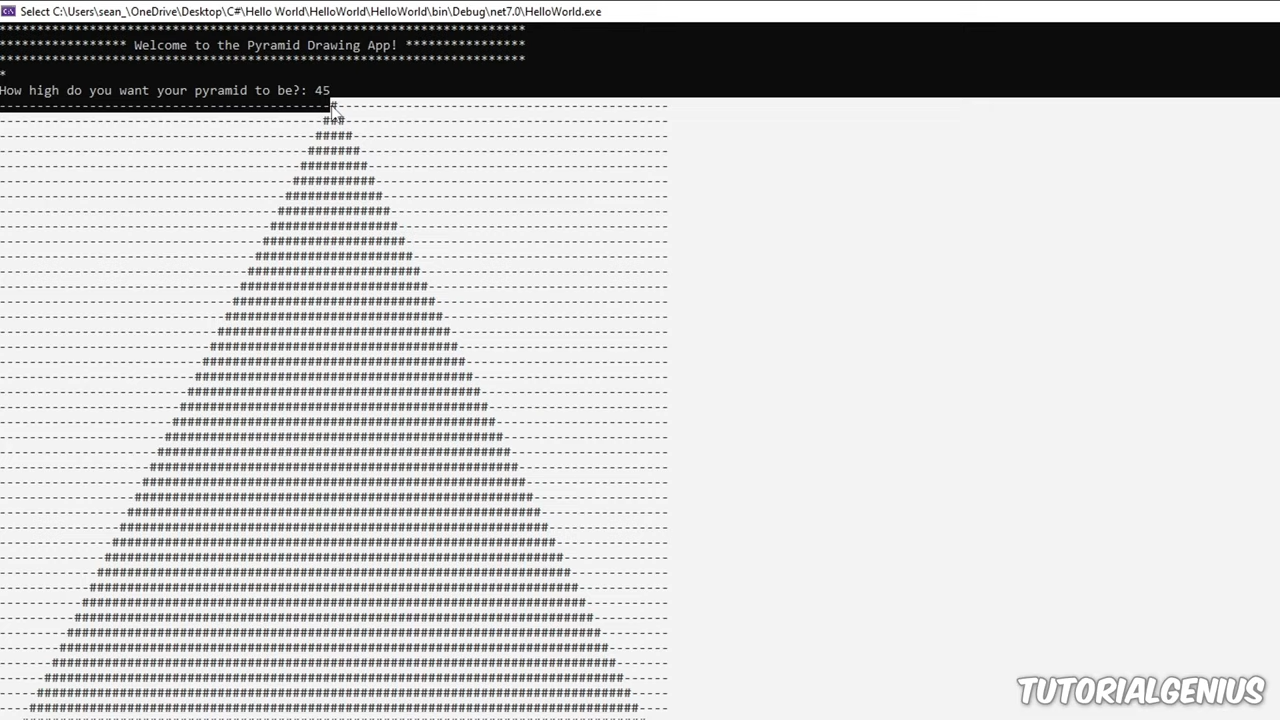 Select C:\Users\sean_\OneDrive\Desktop\C#\Hello World\HelloWorld\HelloWorld\bin\Debug\net7.0\HelloWorld.exe
**********************************************************************
***************** Welcome to the Pyramid Drawing App! ****************
**********************************************************************
*
How high do you want your pyramid to be?: 45
TUTORIALGENIUS